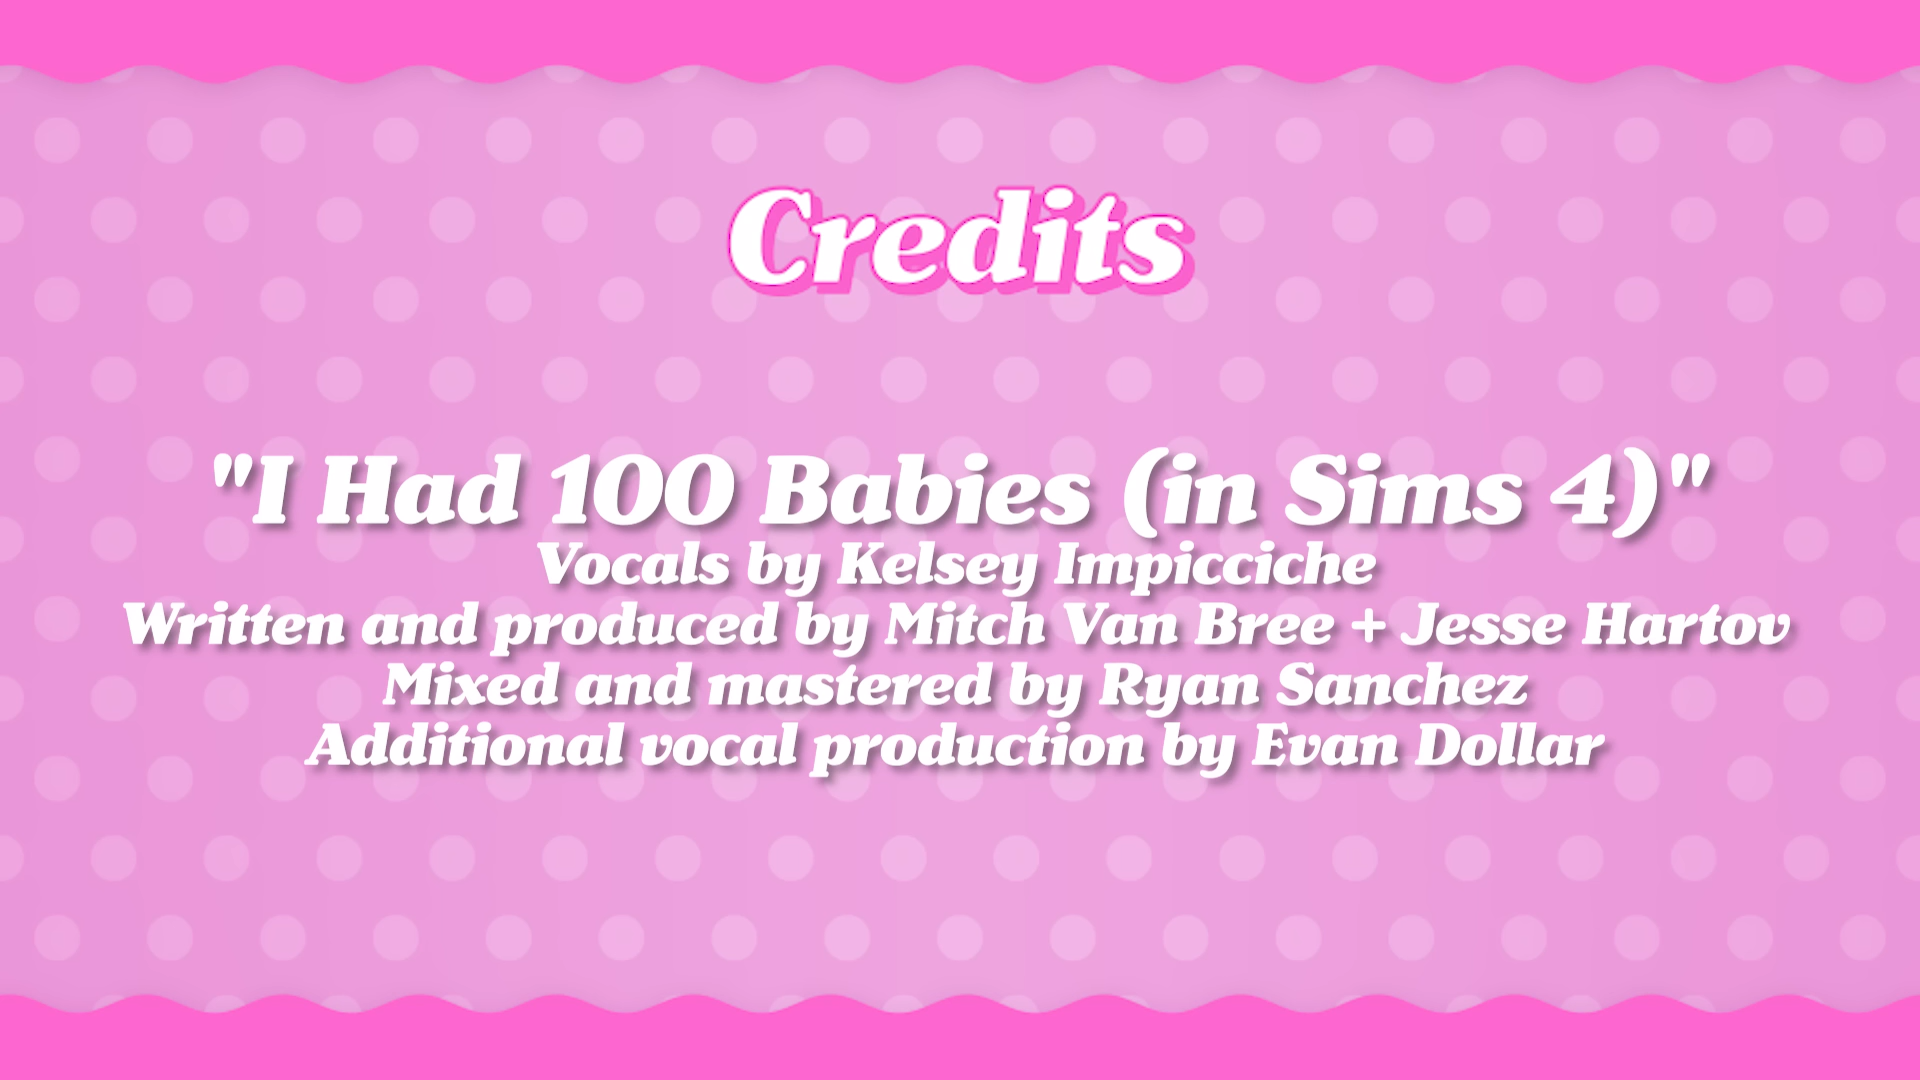 Credits
"I Had 100 Babies (in Sims 4)"
Vocals by Kelsey Impicciche
Written and produced by Mitch Van Bree + Jesse Hartov
Mixed and mastered by Ryan Sanchez
Additional vocal production by Evan Dollar